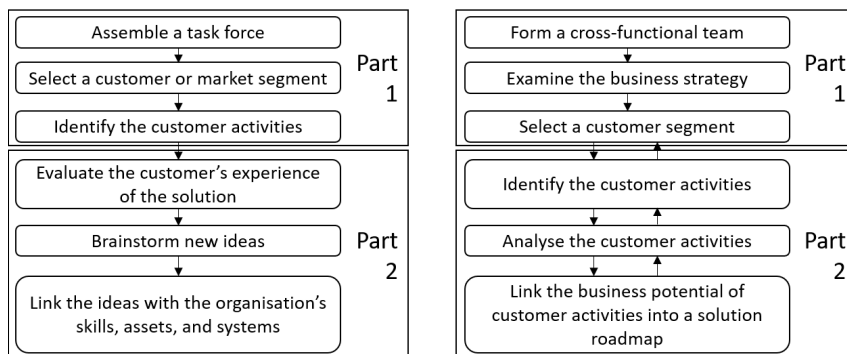 Assemble a task force
Select a customer or market segment
Identify the customer activities
Part
1
Evaluate the customer's experience
of the solution
Brainstorm new ideas
Link the ideas with the organisation's
skills, assets, and systems
Part
2
Form a cross-functional team
Examine the business strategy
Select a customer segment
Part
1
Identify the customer activities
Analyse the customer activities
Link the business potential of
customer activities into a solution
roadmap
Part
2